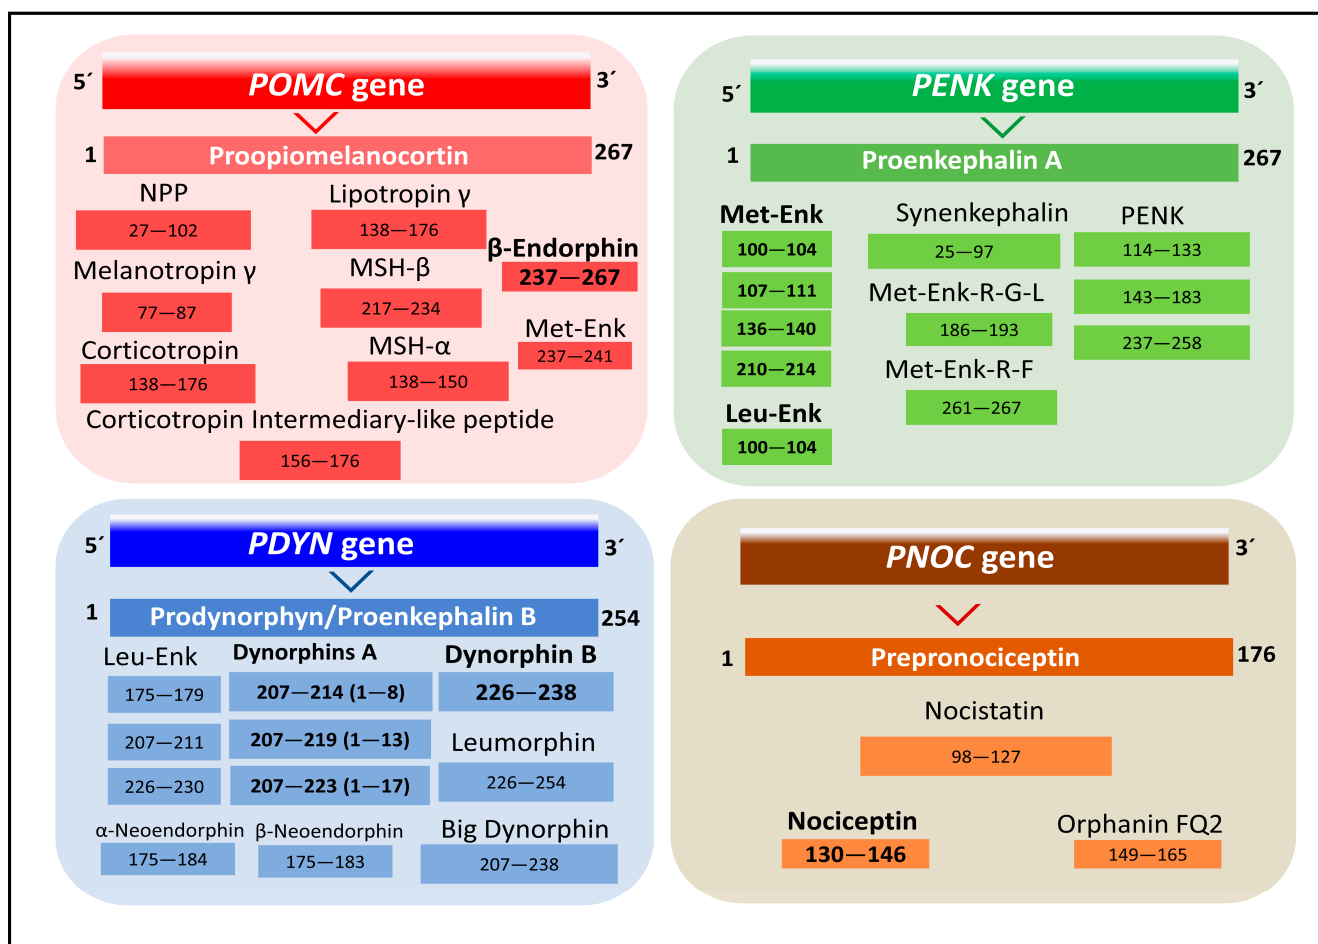 5´ POMC gene 3´
1 Proopiomelanocortin 267
NPP
27—102
Melanotropin γ
77—87
Corticotropin
138—176
Lipotropin γ
138—176
MSH-β
217—234
MSH-α
138—150
β-Endorphin
237—267
Met-Enk
237—241
Corticotropin Intermediary-like peptide
156—176
5´ PENK gene 3´
1 Proenkephalin A 267
Met-Enk
100—104
107—111
136—140
210—214
Leu-Enk
100—104
Synenkephalin
25—97
Met-Enk-R-G-L
186—193
Met-Enk-R-F
261—267
PENK
114—133
143—183
237—258
5´ PDYN gene 3´
1 Prodynorphyn/Proenkephalin B 254
Leu-Enk
175—179
207—211
226—230
Dynorphins A
207—214 (1—8)
207—219 (1—13)
207—223 (1—17)
Dynorphin B
226—238
Leumorphin
226—254
α-Neoendorphin
175—184
β-Neoendorphin
175—183
Big Dynorphin
207—238
PNOC gene 3´
1 Prepronociceptin 176
Nocistatin
98—127
Nociceptin
130—146
Orphanin FQ2
149—165